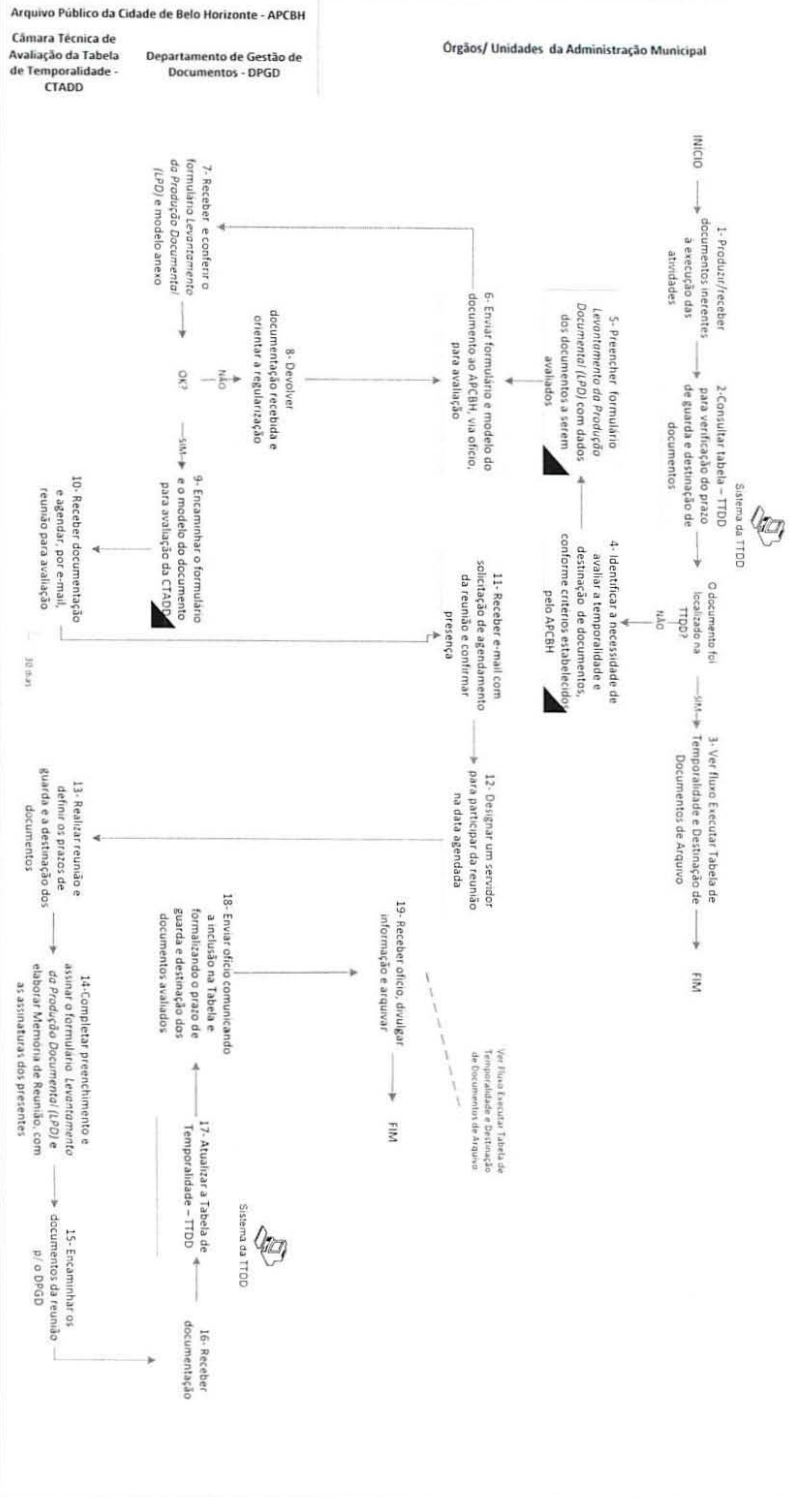 Arquivo Público da Cidade de Belo Horizonte - APCBH
Câmara Técnica de
Avaliação da Tabela
de Temporalidade -
CTADD
Departamento de Gestão de
Documentos - DPGD
Órgãos/ Unidades da Administração Municipal
INÍCIO
1- Produzir/receber
documentos inerentes
à execução das
atividades
2-Consultar tabela – TTDD
para verificação do prazo
de guarda e destinação de
documentos
Sistema da TTDD
O documento foi
localizado na
TTDD?
SIM
NÃO
3- Ver fluxo Executar Tabela de
Temporalidade e Destinação de
Documentos de Arquivo
FIM
4- Identificar a necessidade de
avaliar a temporalidade e
destinação de documentos,
conforme critérios estabelecidos
pelo APCBH
5- Preencher formulário
Levantamento da Produção
Documental (LPD) com dados
dos documentos a serem
avaliados
6- Enviar formulário e modelo do
documento ao APCBH, via ofício,
para avaliação
7- Receber e conferir o
formulário Levantamento
da Produção Documental
(LPD) e modelo anexo
OK?
NÃO
SIM
8- Devolver
documentação recebida e
orientar a regularização
9- Encaminhar o formulário
e o modelo do documento
para avaliação da CTADD
10- Receber documentação
e agendar, por e-mail,
reunião para avaliação
30 dias
11- Receber e-mail com
solicitação de agendamento
da reunião e confirmar
presença
12- Designar um servidor
para participar da reunião
na data agendada
13- Realizar reunião e
definir os prazos de
guarda e a destinação dos
documentos
14-Completar preenchimento e
assinar o formulário Levantamento
da Produção Documental (LPD) e
elaborar Memória de Reunião, com
as assinaturas dos presentes
15- Encaminhar os
documentos da reunião
p/ o DPGD
16- Receber
documentação
17- Atualizar a Tabela de
Temporalidade – TTDD
Sistema da TTDD
18- Enviar ofício comunicando
a inclusão na Tabela e
formalizando o prazo de
guarda e destinação dos
documentos avaliados
19- Receber ofício, divulgar
informação e arquivar
FIM
Ver Fluxo Executar Tabela de
Temporalidade e Destinação
de Documentos de Arquivo